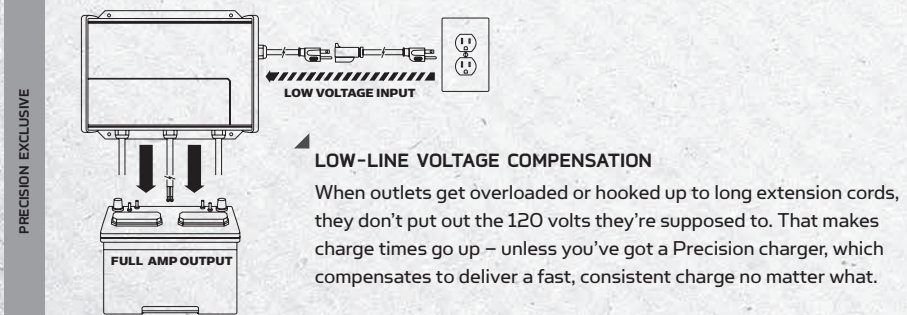 PRECISION EXCLUSIVE
LOW VOLTAGE INPUT
FULL AMP OUTPUT
LOW-LINE VOLTAGE COMPENSATION
When outlets get overloaded or hooked up to long extension cords,
they don't put out the 120 volts they're supposed to. That makes
charge times go up – unless you've got a Precision charger, which
compensates to deliver a fast, consistent charge no matter what.